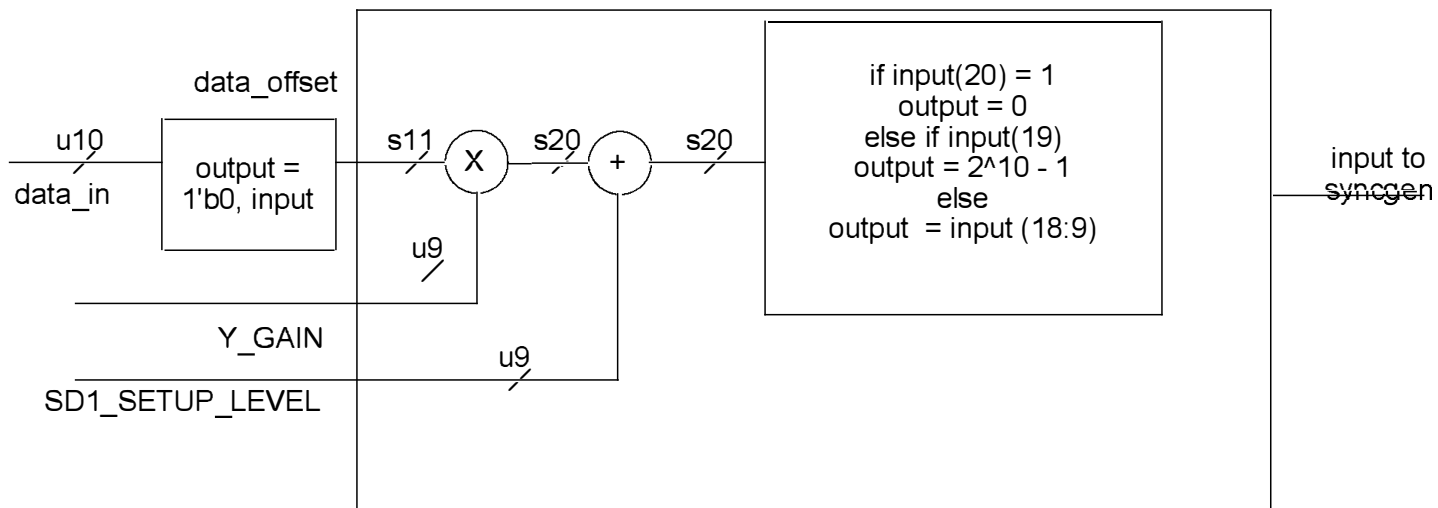 data_offset
u10
data_in
output =
1'b0, input
s11
X
s20
+
s20
if input(20) = 1
output = 0
else if input(19)
output = 2^10 - 1
else
output = input (18:9)
input to
syncgen
u9
Y_GAIN
u9
SD1_SETUP_LEVEL